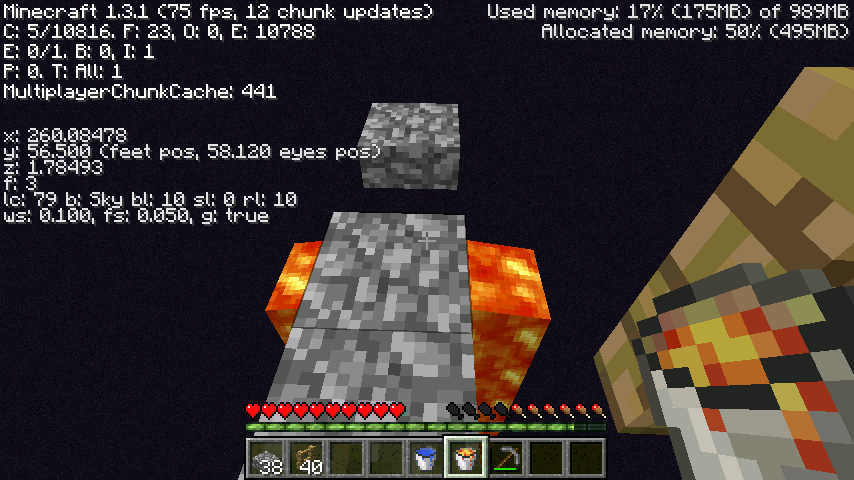 Minecraft 1.3.1 (75 fps, 12 chunk updates)
C: 5/10816. F: 23, O: 0, E: 10788
E: 0/1. B: 0, I: 1
P: 0. T: All: 1
MultiplayerChunkCache: 441
Used memory: 17% (175MB) of 989MB
Allocated memory: 50% (495MB)
x: 260.08478
y: 56.500 (feet pos, 58.120 eyes pos)
z: 1.78493
f: 3
lc: 79 b: Sky bl: 10 sl: 0 rl: 10
ws: 0.100, fs: 0.050, g: true
38
40